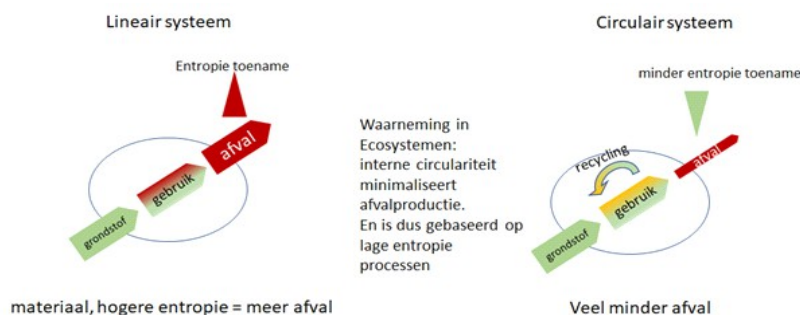 Lineair systeem
Entropie toename
afval
gebruik
grondstof
materiaal, hogere entropie = meer afval
Waarneming in
Ecosystemen:
interne circulariteit
minimaliseert
afvalproductie.
En is dus gebaseerd op
lage entropie
processen
Circulair systeem
minder entropie toename
afval
recycling
gebruik
grondstof
Veel minder afval